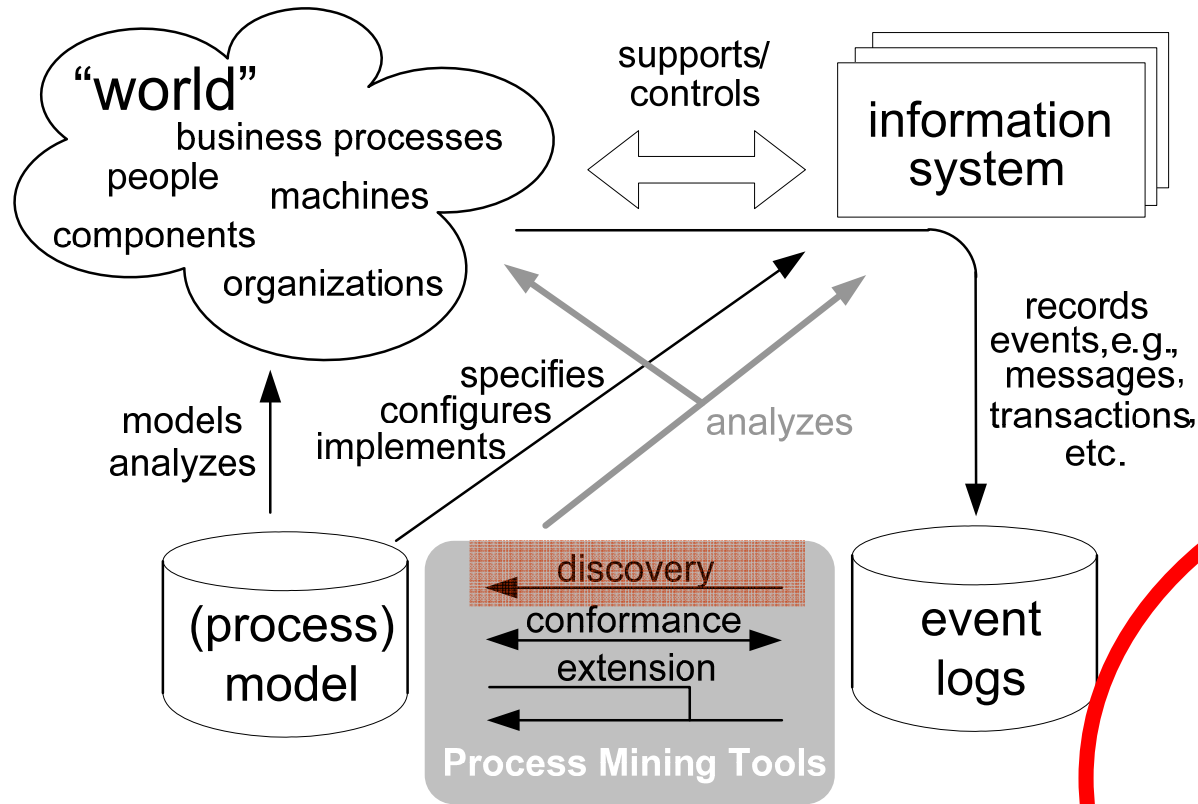 “world”
business processes
people
machines
components
organizations
supports/
controls
information
system
records
events,e.g.,
messages,
transactions,
etc.
specifies
configures
implements
models
analyzes
analyzes
(process)
model
discovery
conformance
extension
Process Mining Tools
event
logs